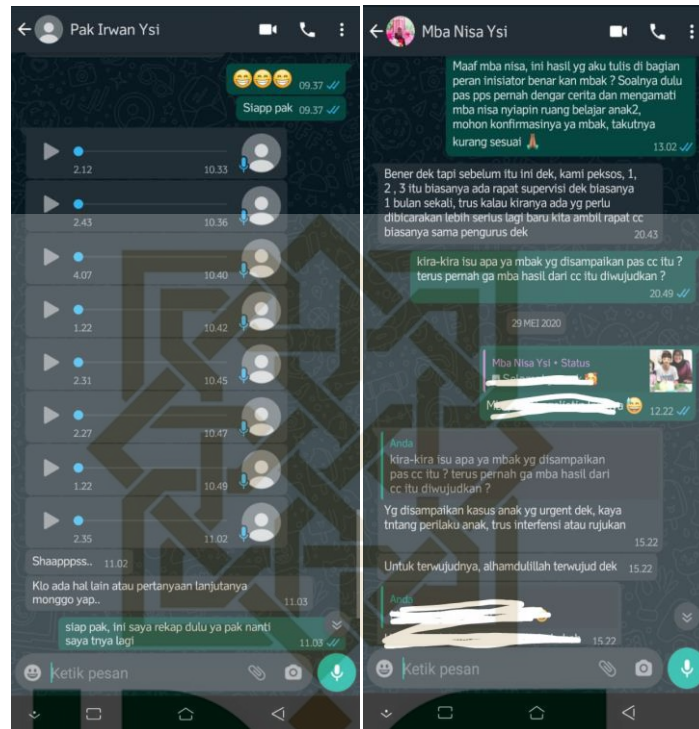 Pak Irwan Ysi
😁😁😁 09.37
Siapp pak 09.37
2.12 10.33
2.43 10.36
4.07 10.40
1.22 10.42
2.31 10.45
2.27 10.47
1.22 10.49
2.35 11.02
Shaapppss.. 11.02
Klo ada hal lain atau pertanyaan lanjutanya
monggo yap.. 11.03
siap pak, ini saya rekap dulu ya pak nanti
saya tnya lagi 11.03
Ketik pesan
Mba Nisa Ysi
Maaf mba nisa, ini hasil yg aku tulis di bagian
peran inisiator benar kan mbak ? Soalnya dulu
pas pps pernah dengar cerita dan mengamati
mba nisa nyiapin ruang belajar anak2,
mohon konfirmasinya ya mbak, takutnya
kurang sesuai 🙏🏽 13.02
Bener dek tapi sebelum itu ini dek, kami peksos, 1,
2 , 3 itu biasanya ada rapat supervisi dek biasanya
1 bulan sekali, trus kalau kiranya ada yg perlu
dibicarakan lebih serius lagi baru kita ambil rapat cc
biasanya sama pengurus dek 20.43
kira-kira isu apa ya mbak yg disampaikan pas cc itu ?
terus pernah ga mba hasil dari cc itu diwujudkan ?
20.49
29 MEI 2020
Mba Nisa Ysi • Status
12.22
Anda
kira-kira isu apa ya mbak yg disampaikan
pas cc itu ? terus pernah ga mba hasil dari
cc itu diwujudkan ?
Yg disampaikan kasus anak yg urgent dek, kaya
tntang perilaku anak, trus interfensi atau rujukan
15.22
Untuk terwujudnya, alhamdulillah terwujud dek 15.22
Anda
15.22
Ketik pesan